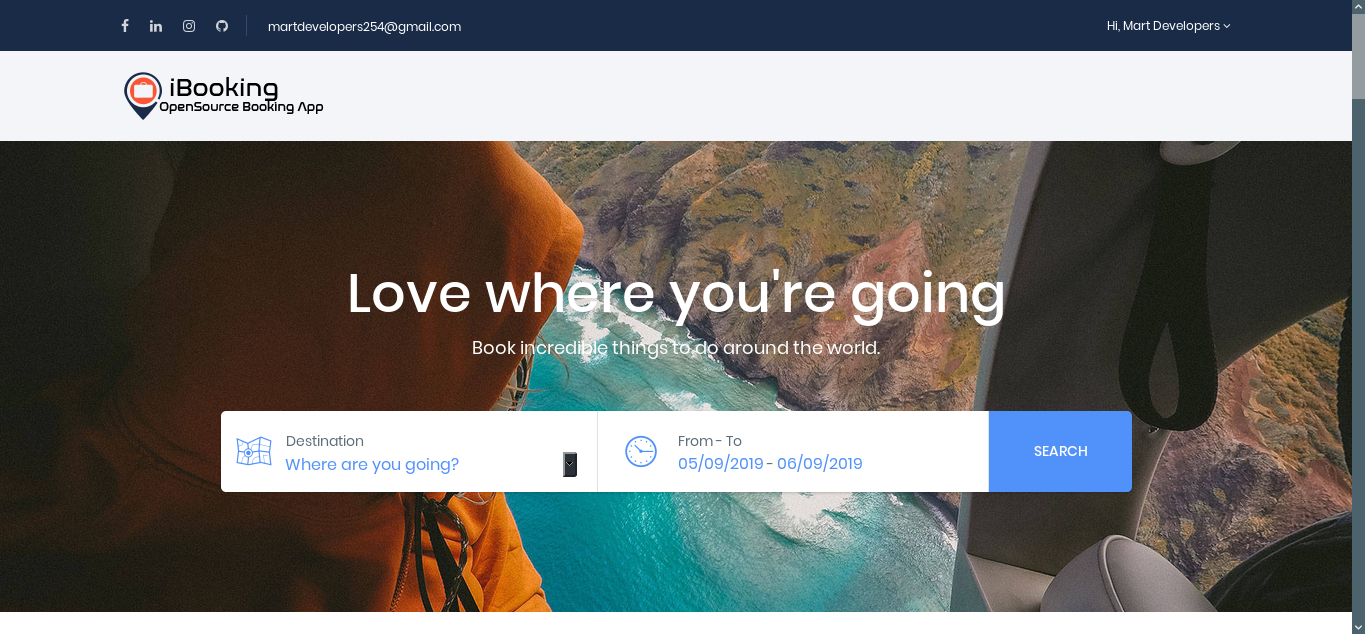 martdevelopers254@gmail.com
Hi, Mart Developers
iBooking
OpenSource Booking App
Love where you're going
Book incredible things to do around the world.
Destination
Where are you going?
From - To
05/09/2019 - 06/09/2019
SEARCH